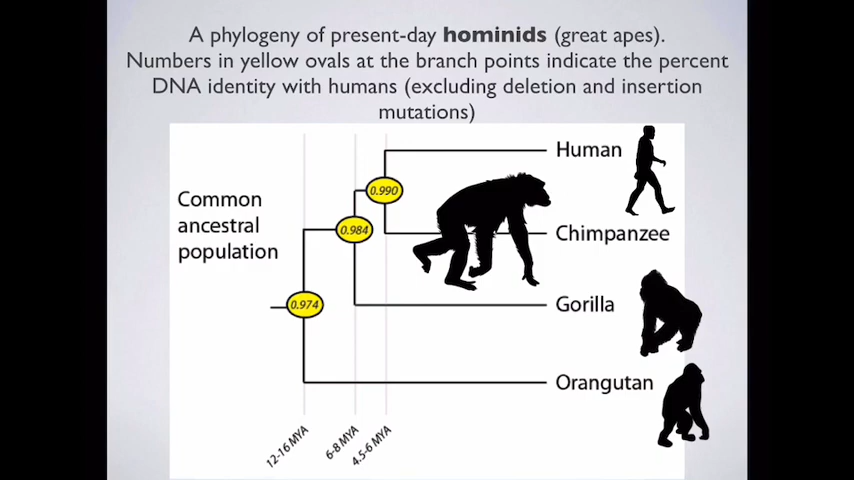 A phylogeny of present-day hominids (great apes).
Numbers in yellow ovals at the branch points indicate the percent
DNA identity with humans (excluding deletion and insertion
mutations)
Human
0.990
Common
ancestral
population
0.984
Chimpanzee
0.974
Gorilla
Orangutan
12-16 MYA
6-8 MYA
4.5-6 MYA